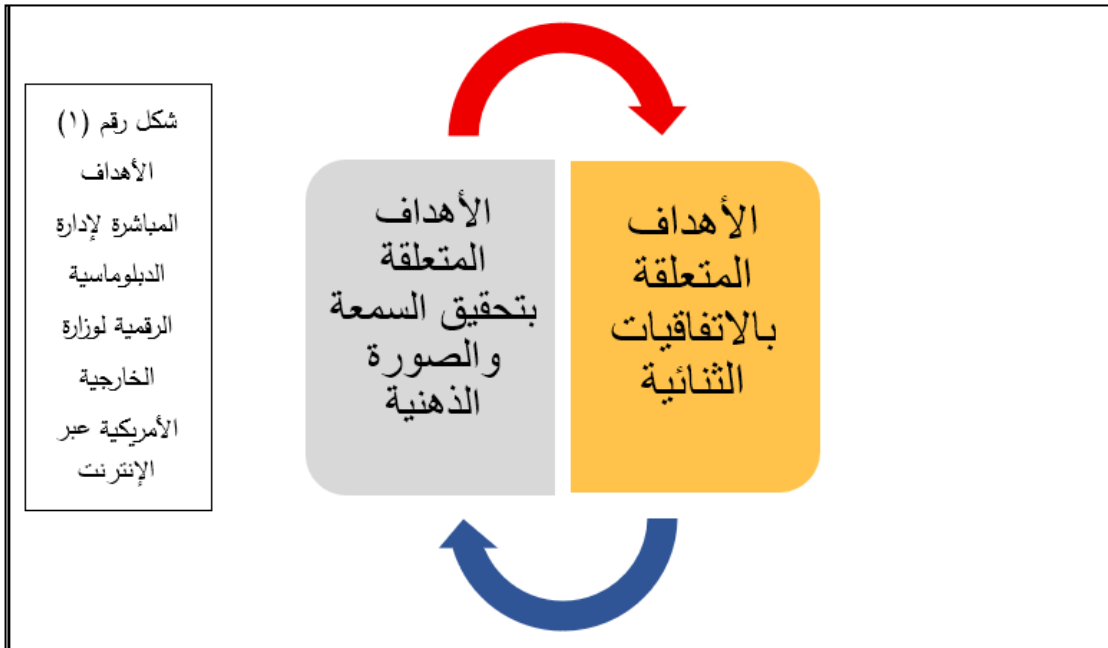 الأهداف
المتعلقة
بالاتفاقيات
الثنائية
الأهداف
المتعلقة
بتحقيق السمعة
والصورة
الذهنية
شكل رقم (١)
الأهداف
المباشرة لإدارة
الدبلوماسية
الرقمية لوزارة
الخارجية
الأمريكية عبر
الإنترنت